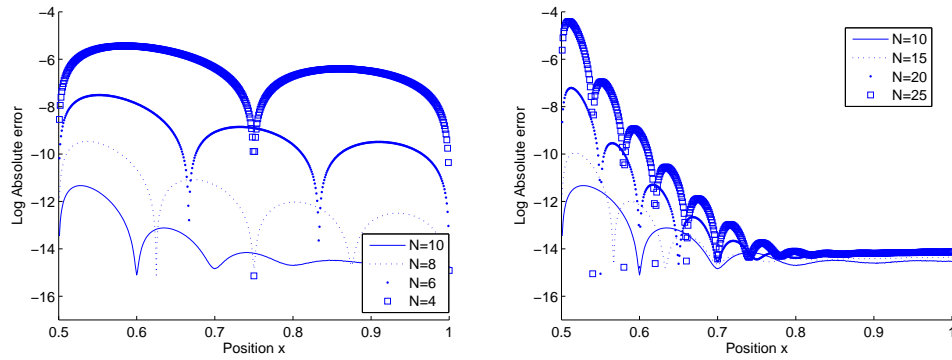 −4
−6
−8
−10
−12
−14
−16
Log Absolute error
0.5
0.6
0.7
0.8
0.9
1
Position x
N=10
N=8
N=6
N=4
−4
−6
−8
−10
−12
−14
−16
Log Absolute error
0.5
0.6
0.7
0.8
0.9
1
Position x
N=10
N=15
N=20
N=25